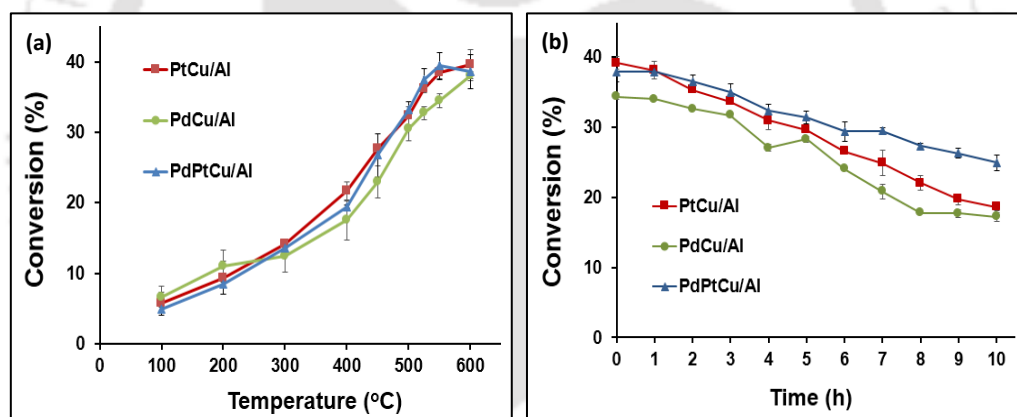 (a)
PtCu/Al
PdCu/Al
PdPtCu/Al
Conversion (%)
40
30
20
10
0
0 100 200 300 400 500 600
Temperature (oC)
(b)
Conversion (%)
40
30
20
10
0
PtCu/Al
PdCu/Al
PdPtCu/Al
0 1 2 3 4 5 6 7 8 9 10
Time (h)